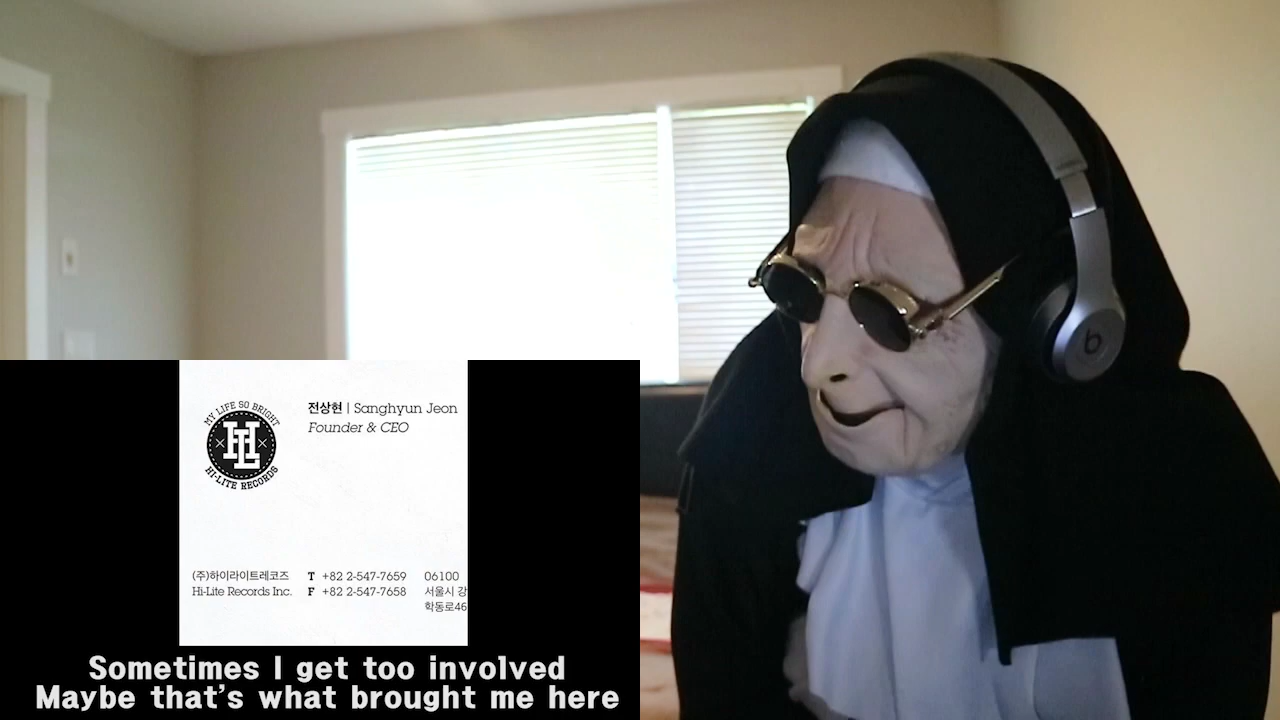 MY LIFE SO BRIGHT
HL
HI-LITE RECORDS
전상현 | Sanghyun Jeon
Founder & CEO
(주)하이라이트레코즈
Hi-Lite Records Inc.
T +82 2-547-7659
F +82 2-547-7658
06100
서울시 강
학동로46
Sometimes I get too involved
Maybe that's what brought me here
b